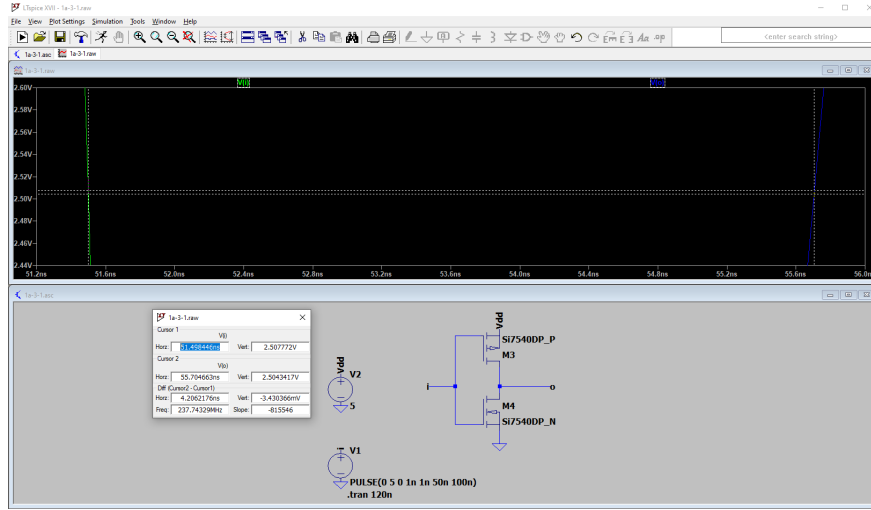 LTspice XVII - 1a-3-1.raw
File View Plot Settings Simulation Tools Window Help
<enter search string>
1a-3-1.asc 1a-3-1.raw
1a-3-1.raw
V(i) V(o)
2.60V
2.58V
2.56V
2.54V
2.52V
2.50V
2.48V
2.46V
2.44V
51.2ns 51.6ns 52.0ns 52.4ns 52.8ns 53.2ns 53.6ns 54.0ns 54.4ns 54.8ns 55.2ns 55.6ns 56.0ns
1a-3-1.asc
1a-3-1.raw
Cursor 1
V(i)
Horz: 51.498446ns Vert: 2.507772V
Cursor 2
V(o)
Horz: 55.704663ns Vert: 2.5043417V
Diff (Cursor2 - Cursor1)
Horz: 4.2062176ns Vert: -3.430366mV
Freq: 237.74329MHz Slope: -815546
Vdd
V2
5
i
V1
PULSE(0 5 0 1n 1n 50n 100n)
.tran 120n
Vdd
Si7540DP_P
M3
i
o
M4
Si7540DP_N